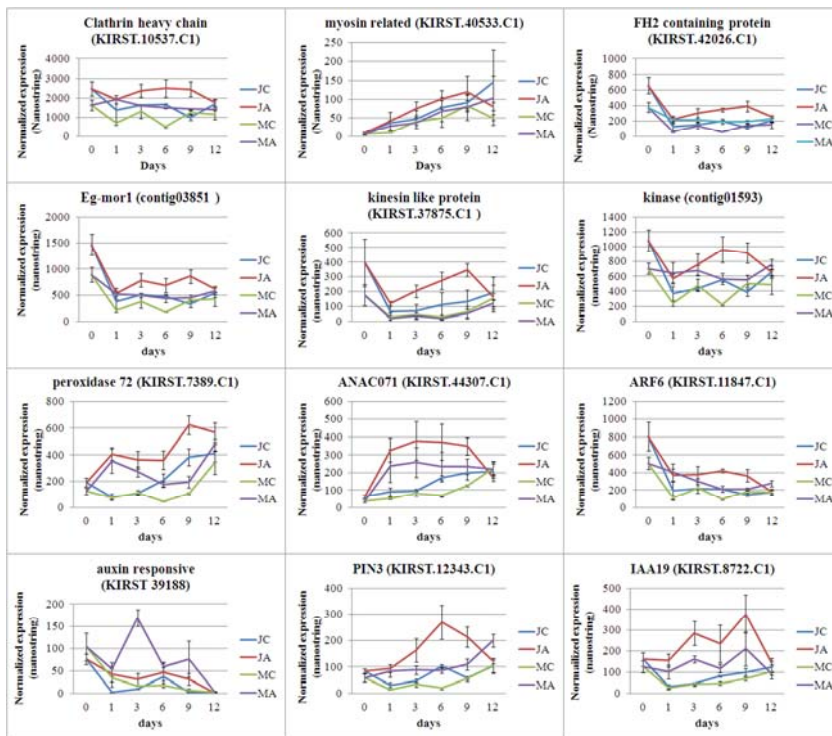 Clathrin heavy chain
(KIRST.10537.C1)
Normalized expression
(Nanostring)
4000
3000
2000
1000
0
0 1 3 6 9 12
Days
JC
JA
MC
MA
myosin related (KIRST.40533.C1)
Normalized expression
(Nanostring)
250
200
150
100
50
0
0 1 3 6 9 12
days
JC
JA
MC
MA
FH2 containing protein
(KIRST.42026.C1)
Normalized expression
(nanostring)
1000
800
600
400
200
0
0 1 3 6 9 12
days
JC
JA
MC
MA
Eg-mor1 (contig03851 )
Normalized expression
(nanostring)
2000
1500
1000
500
0
0 1 3 6 9 12
days
JC
JA
MC
MA
kinesin like protein
(KIRST.37875.C1 )
Normalized expression
(nanostring)
600
500
400
300
200
100
0
0 1 3 6 9 12
days
JC
JA
MC
MA
kinase (contig01593)
Normalized expression
(nanostring)
1400
1200
1000
800
600
400
200
0
0 1 3 6 9 12
days
JC
JA
MC
MA
peroxidase 72 (KIRST.7389.C1)
Normalized expression
(nanostring)
800
600
400
200
0
0 1 3 6 9 12
days
JC
JA
MC
MA
ANAC071 (KIRST.44307.C1)
Normalized expression
(nanostring)
600
500
400
300
200
100
0
0 1 3 6 9 12
days
JC
JA
MC
MA
ARF6 (KIRST.11847.C1)
Normalized expression
(nanostring)
1200
1000
800
600
400
200
0
0 1 3 6 9 12
days
JC
JA
MC
MA
auxin responsive
(KIRST 39188)
Normalized expression
(nanostring)
200
150
100
50
0
0 1 3 6 9 12
days
JC
JA
MC
MA
PIN3 (KIRST.12343.C1)
Normalized expression
(nanostring)
400
300
200
100
0
0 1 3 6 9 12
days
JC
JA
MC
MA
IAA19 (KIRST.8722.C1)
Normalized expression
(nanostring)
500
400
300
200
100
0
0 1 3 6 9 12
days
JC
JA
MC
MA